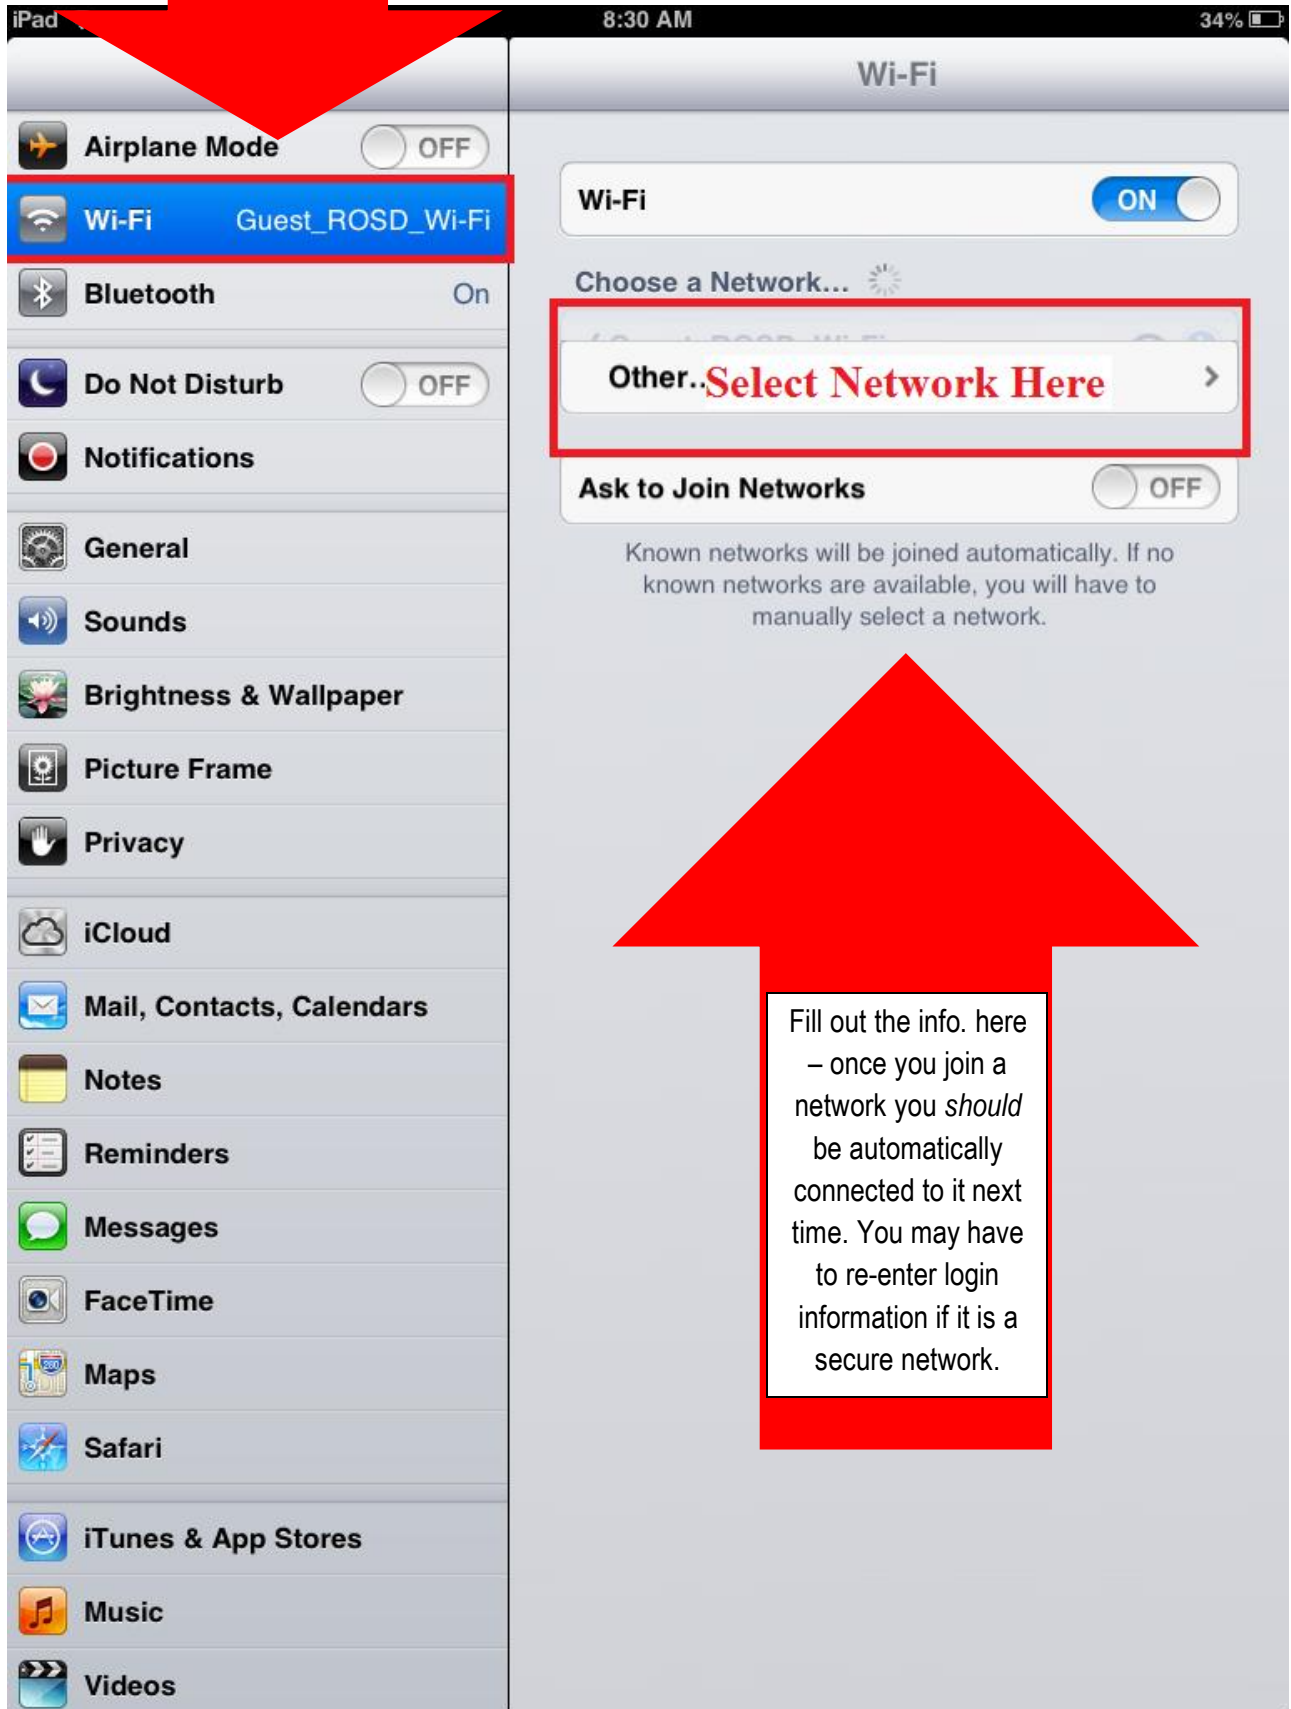 iPad
8:30 AM
34%
Wi-Fi
Airplane Mode OFF
Wi-Fi Guest_ROSD_Wi-Fi
Bluetooth On
Do Not Disturb OFF
Notifications
General
Sounds
Brightness & Wallpaper
Picture Frame
Privacy
iCloud
Mail, Contacts, Calendars
Notes
Reminders
Messages
FaceTime
Maps
Safari
iTunes & App Stores
Music
Videos
Wi-Fi ON
Choose a Network...
Other.. Select Network Here
Ask to Join Networks OFF
Known networks will be joined automatically. If no
known networks are available, you will have to
manually select a network.
Fill out the info. here
– once you join a
network you should
be automatically
connected to it next
time. You may have
to re-enter login
information if it is a
secure network.